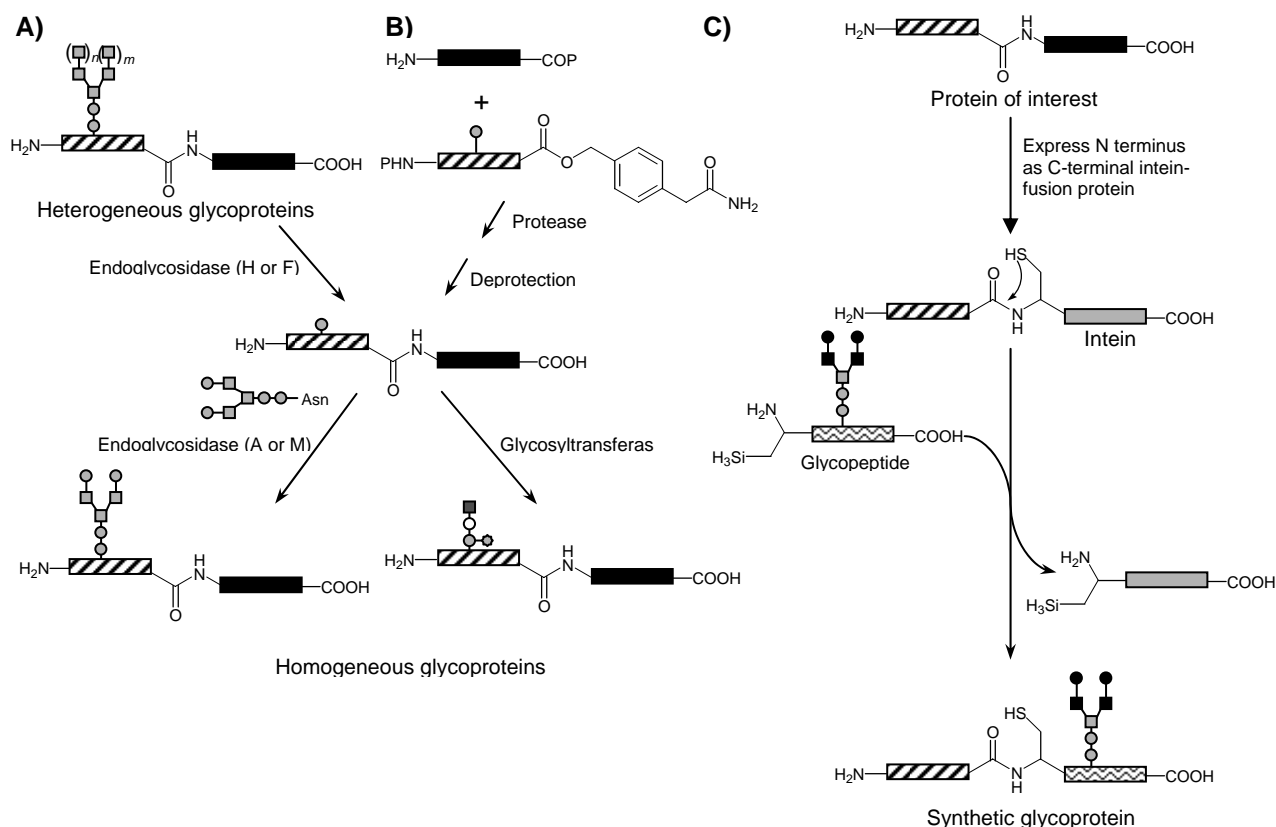 A)
( )n( )m
H2N
H
N
O
COOH
Heterogeneous glycoproteins
Endoglycosidase (H or F)
B)
H2N
COP
+
PHN
O
O
O
NH2
Protease
Deprotection
H2N
H
N
O
COOH
Asn
Endoglycosidase (A or M)
Glycosyltransferas
H2N
H
N
O
COOH
H2N
H
N
O
COOH
Homogeneous glycoproteins
C)
H2N
H
N
O
COOH
Protein of interest
Express N terminus
as C-terminal intein-
fusion protein
HS
O
H2N
N
H
COOH
Intein
H2N
COOH
H3Si
Glycopeptide
H2N
COOH
H3Si
HS
O
H2N
N
H
COOH
Synthetic glycoprotein